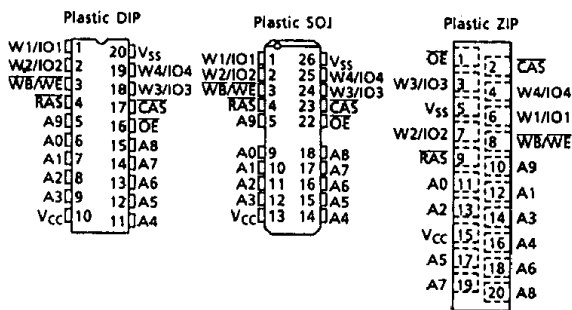 Plastic DIP
W1/IO1 1 20 VSS
W2/IO2 2 19 W4/IO4
WB/WE 3 18 W3/IO3
RAS 4 17 CAS
A9 5 16 OE
A0 6 15 A8
A1 7 14 A7
A2 8 13 A6
A3 9 12 A5
VCC 10 11 A4
Plastic SOJ
W1/IO1 1 26 VSS
W2/IO2 2 25 W4/IO4
WB/WE 3 24 W3/IO3
RAS 4 23 CAS
A9 5 22 OE
A0 9 18 A8
A1 10 17 A7
A2 11 16 A6
A3 12 15 A5
VCC 13 14 A4
Plastic ZIP
OE 1
2 CAS
W3/IO3 3
4 W4/IO4
VSS 5
6 W1/IO1
W2/IO2 7
8 WB/WE
RAS 9
10 A9
A0 11
12 A1
A2 13
14 A3
VCC 15
16 A4
A5 17
18 A6
A7 19
20 A8